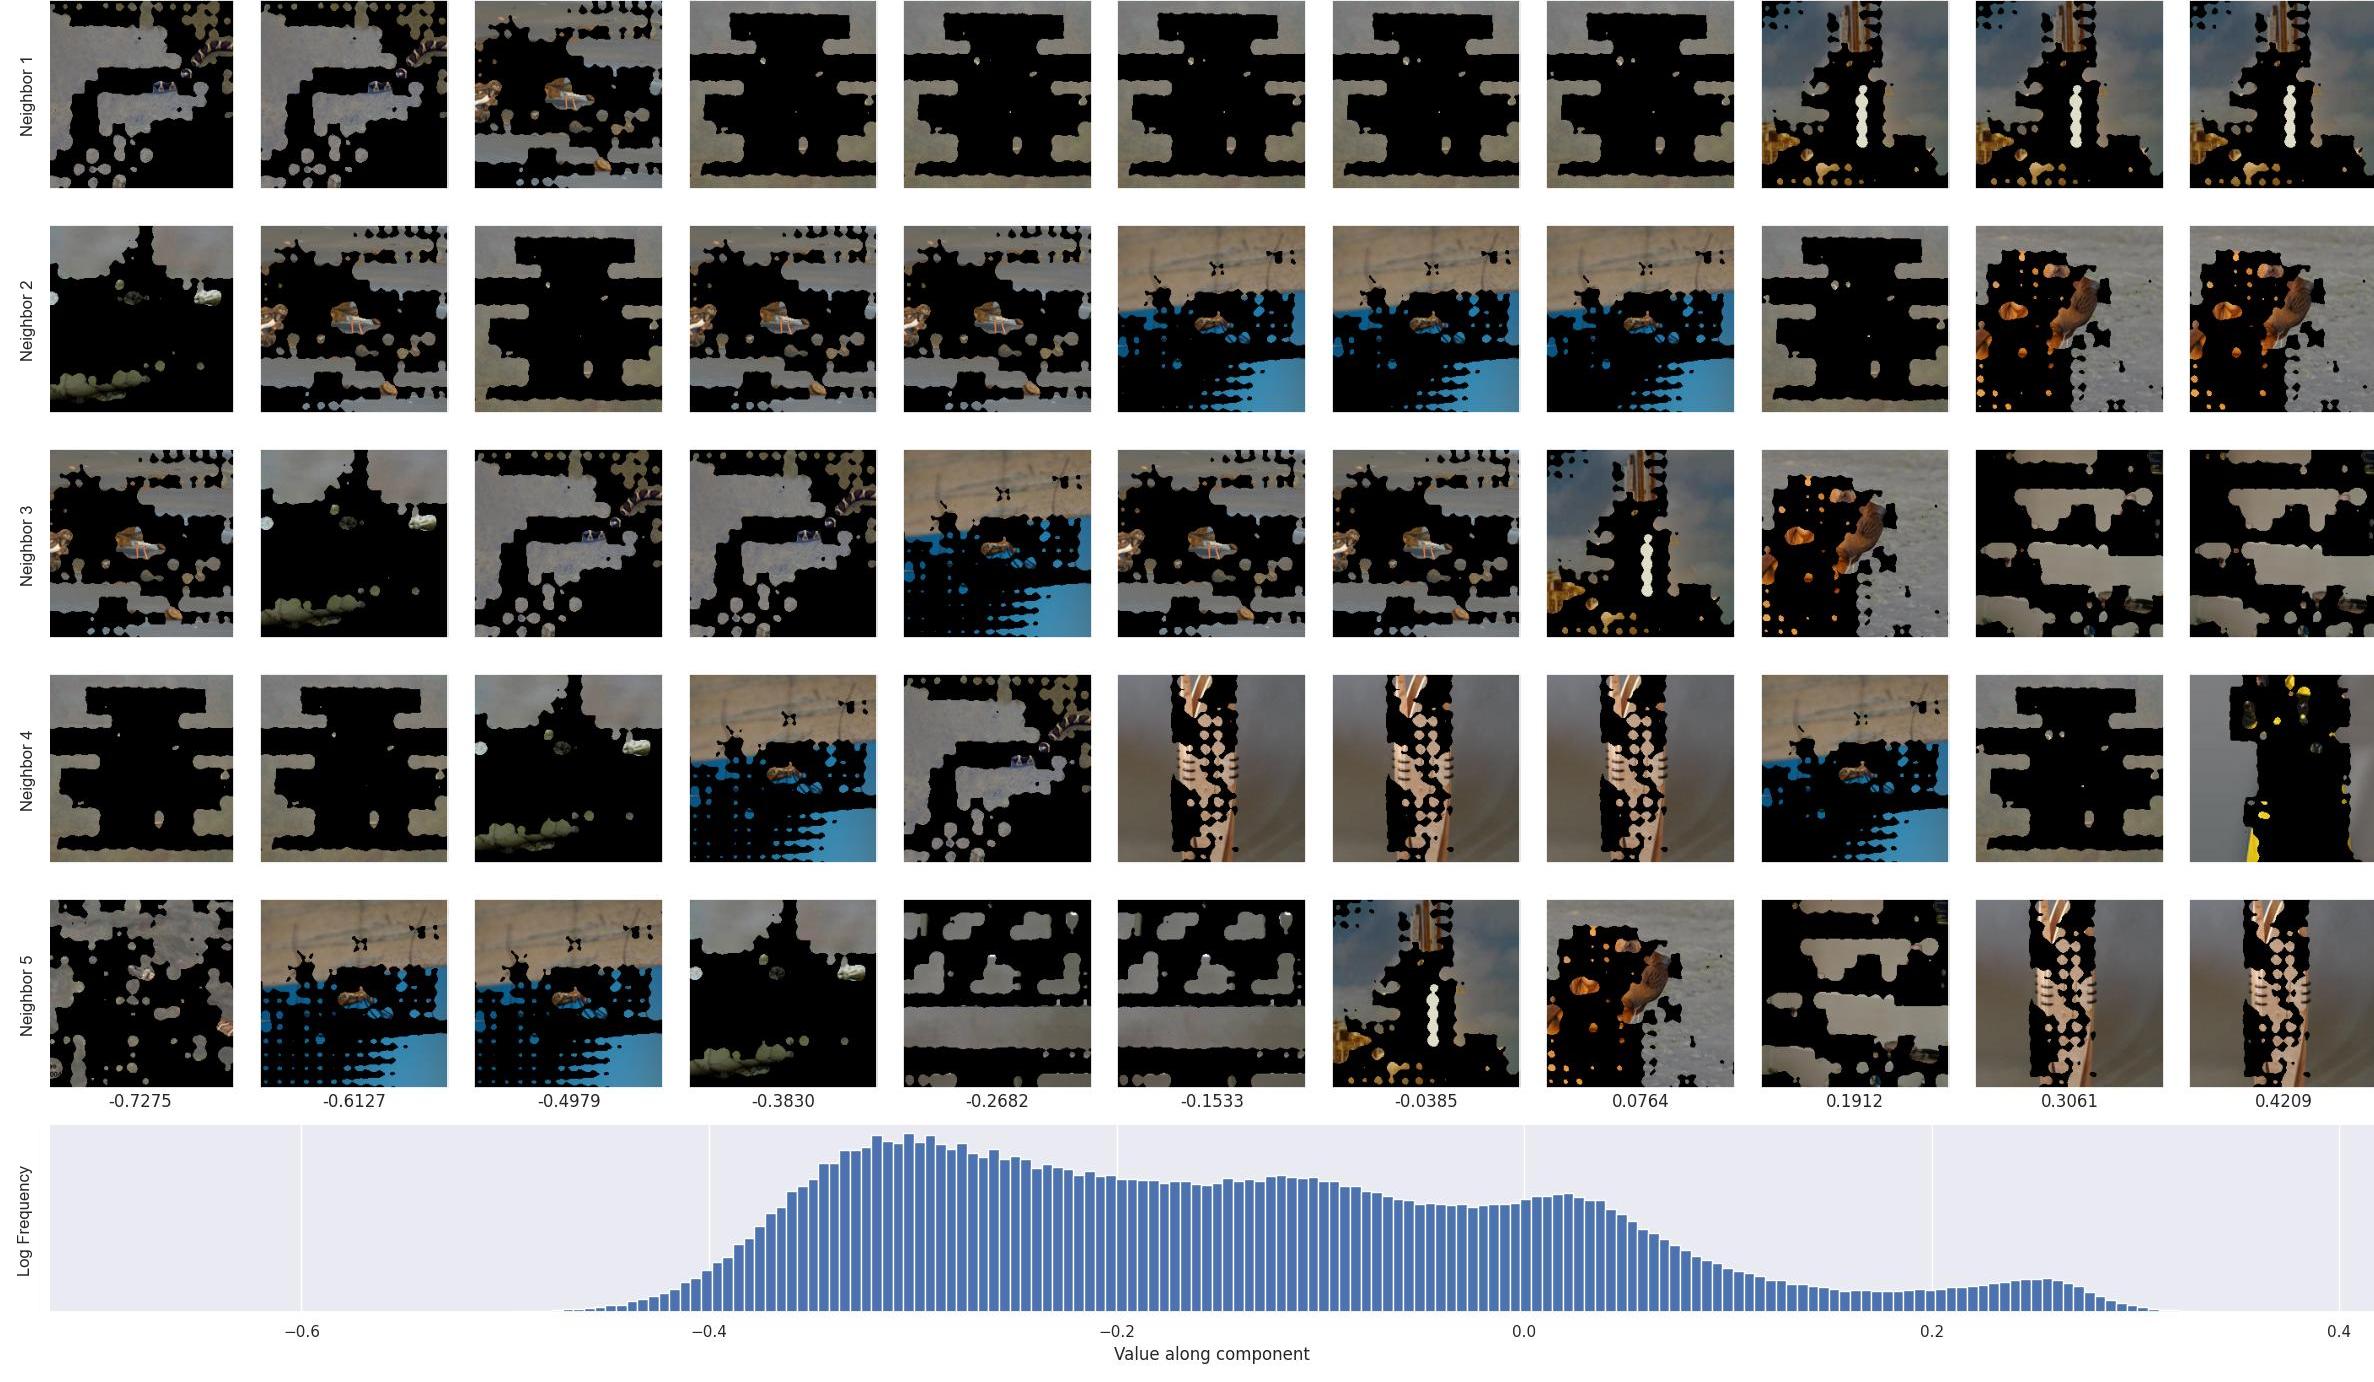 Neighbor 1
Neighbor 2
Neighbor 3
Neighbor 4
Neighbor 5
-0.7275 -0.6127 -0.4979 -0.3830 -0.2682 -0.1533 -0.0385 0.0764 0.1912 0.3061 0.4209
Log Frequency
−0.6 −0.4 −0.2 0.0 0.2 0.4
Value along component